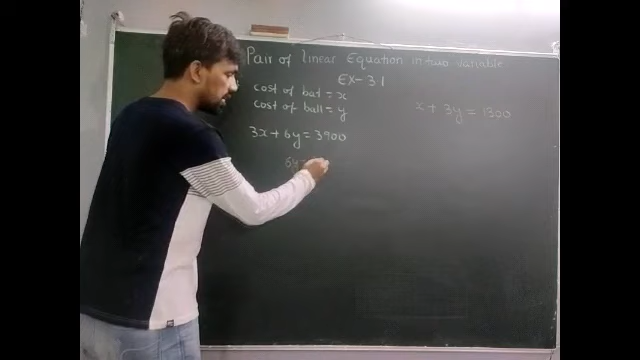 Pair of linear Equation in two variable
EX-3.1
cost of bat = x
cost of ball = y
3x + 6y = 3900
6y =
x + 3y = 1300